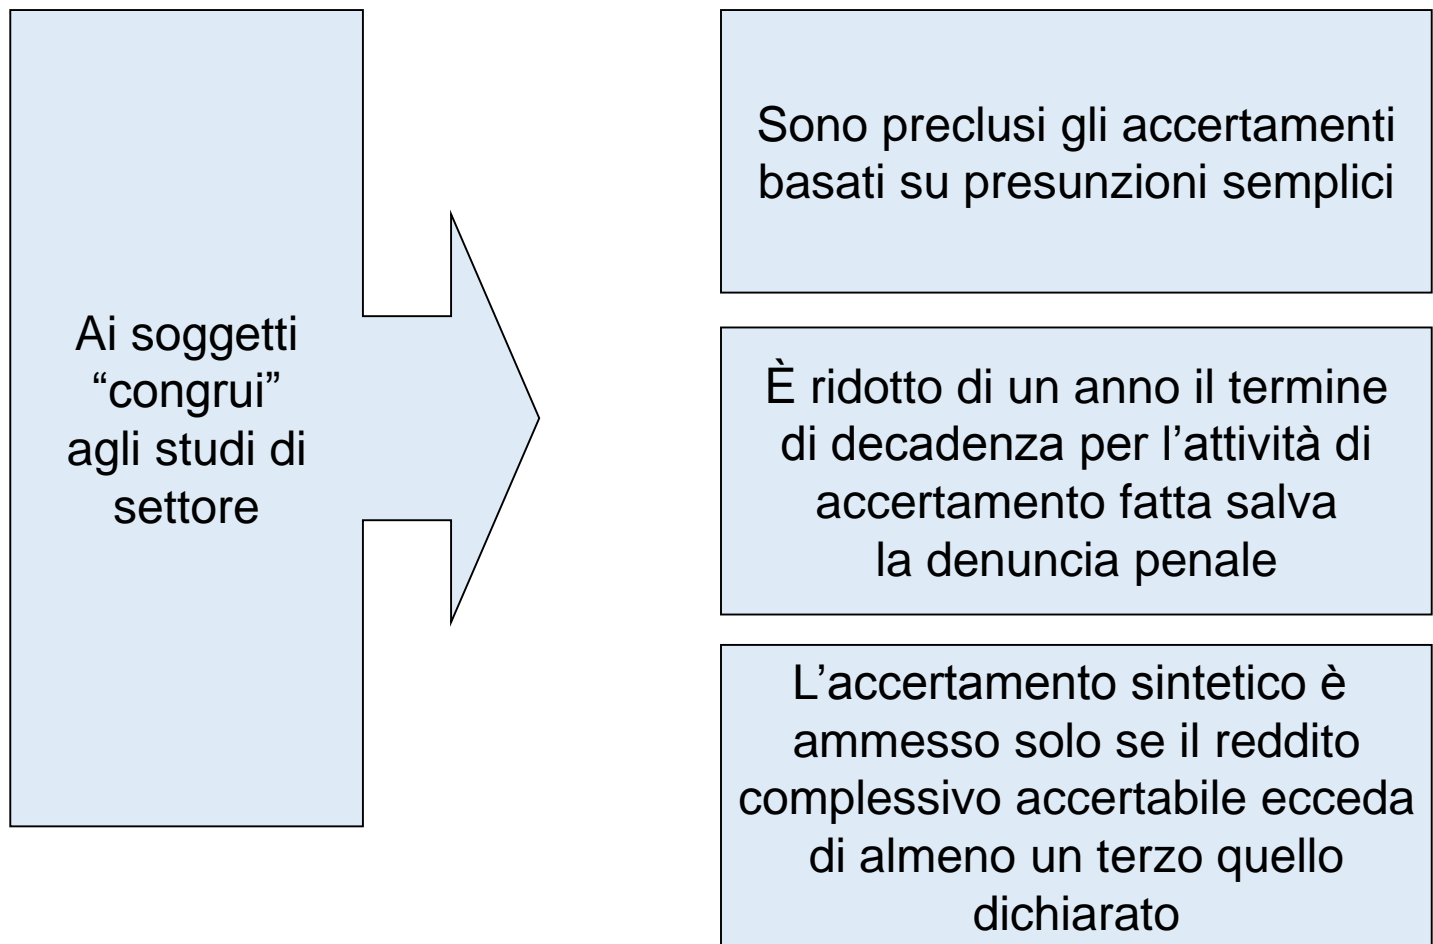 Ai soggetti
“congrui”
agli studi di
settore
Sono preclusi gli accertamenti
basati su presunzioni semplici
È ridotto di un anno il termine
di decadenza per l’attività di
accertamento fatta salva
la denuncia penale
L’accertamento sintetico è
ammesso solo se il reddito
complessivo accertabile ecceda
di almeno un terzo quello
dichiarato